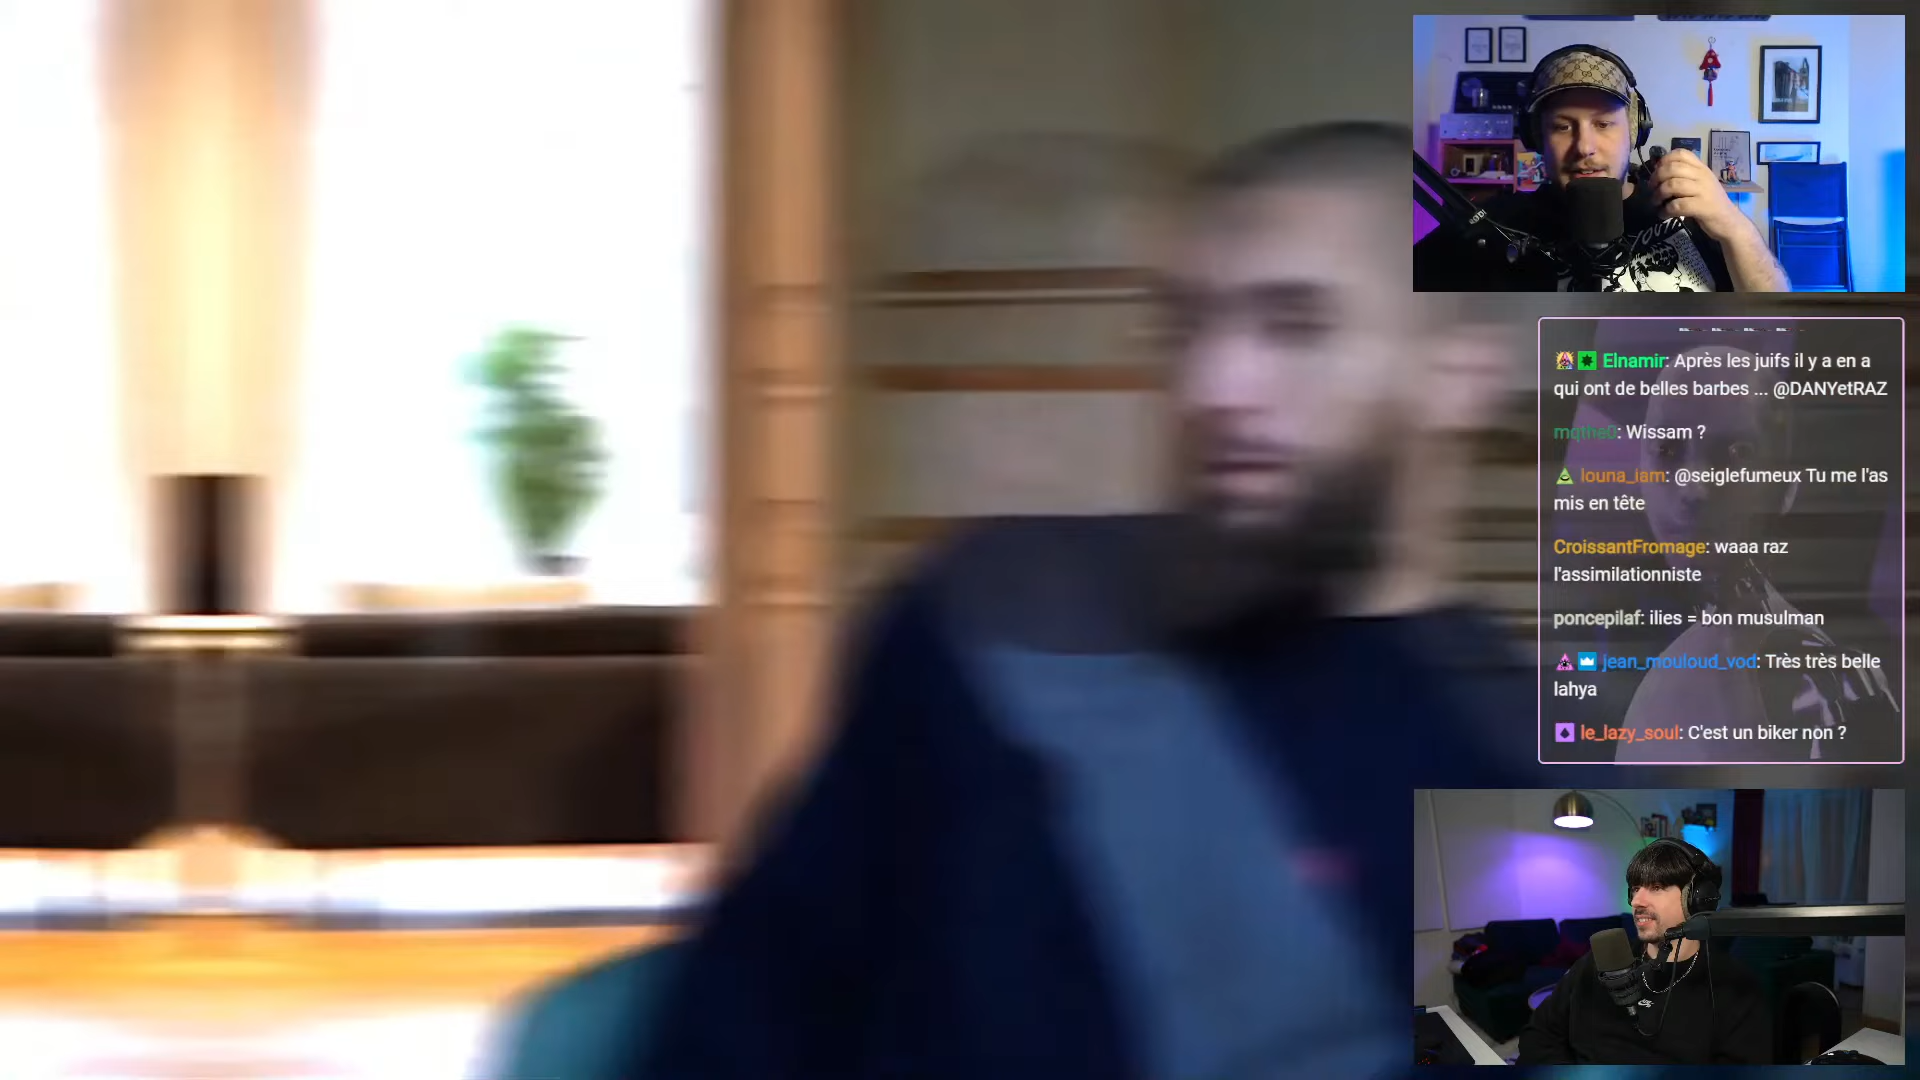 Elnamir: Après les juifs il y a en a
qui ont de belles barbes ... @DANYetRAZ
mqthe0: Wissam ?
louna_iam: @seiglefumeux Tu me l'as
mis en tête
CroissantFromage: waaa raz
l'assimilationniste
poncepilaf: ilies = bon musulman
jean_mouloud_vod: Très très belle
lahya
le_lazy_soul: C'est un biker non ?